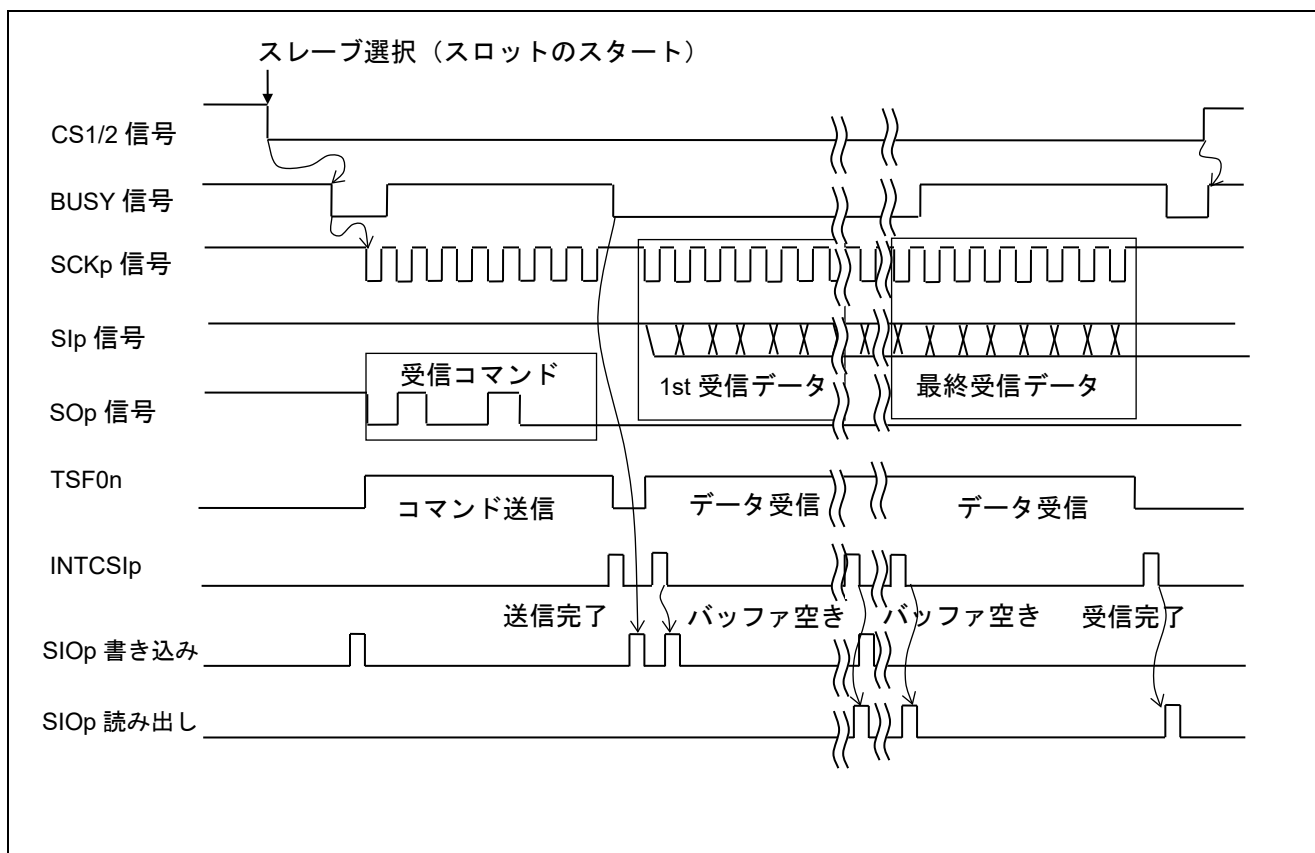 スレーブ選択（スロットのスタート）
CS1/2 信号
BUSY 信号
SCKp 信号
SIp 信号
受信コマンド
1st 受信データ
最終受信データ
SOp 信号
TSF0n
コマンド送信
データ受信
データ受信
INTCSIp
送信完了
バッファ空き
バッファ空き
受信完了
SIOp 書き込み
SIOp 読み出し